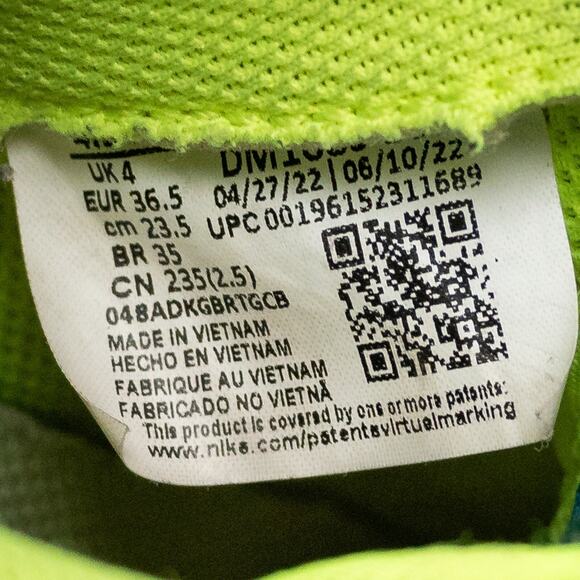 UK 4
EUR 36.5
cm 23.5
BR 35
CN 235(2.5)
048ADKGBRTGCB
04/27/22 | 06/10/22
UPC 00196152311689
MADE IN VIETNAM
HECHO EN VIETNAM
FABRIQUE AU VIETNAM
FABRICADO NO VIETNÃ
This product is covered by one or more patents:
www.nike.com/patentsvirtualmarking